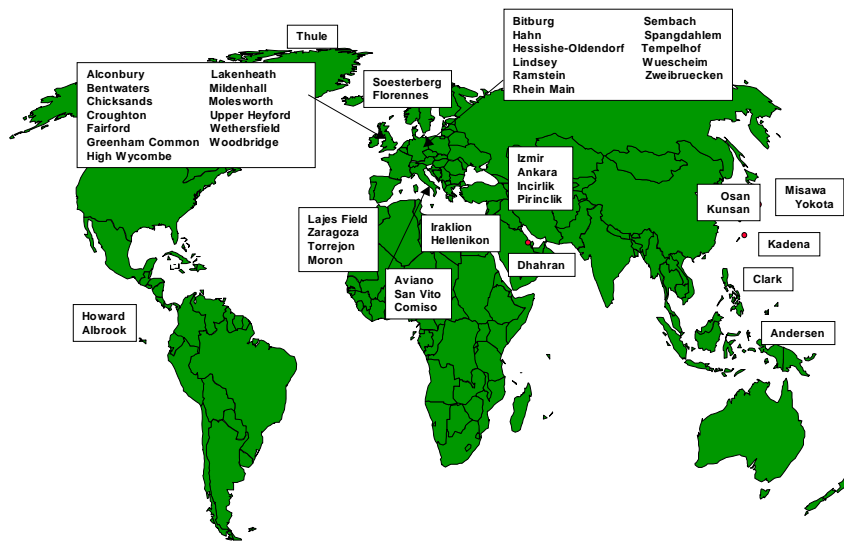 Thule
Alconbury Lakenheath
Bentwaters Mildenhall
Chicksands Molesworth
Croughton Upper Heyford
Fairford Wethersfield
Greenham Common Woodbridge
High Wycombe
Soesterberg
Florennes
Bitburg Sembach
Hahn Spangdahlem
Hessishe-Oldendorf Tempelhof
Lindsey Wuescheim
Ramstein Zweibruecken
Rhein Main
Izmir
Ankara
Incirlik
Pirinclik
Osan
Kunsan
Misawa
Yokota
Lajes Field
Zaragoza
Torrejon
Moron
Iraklion
Hellenikon
Kadena
Dhahran
Clark
Aviano
San Vito
Comiso
Howard
Albrook
Andersen